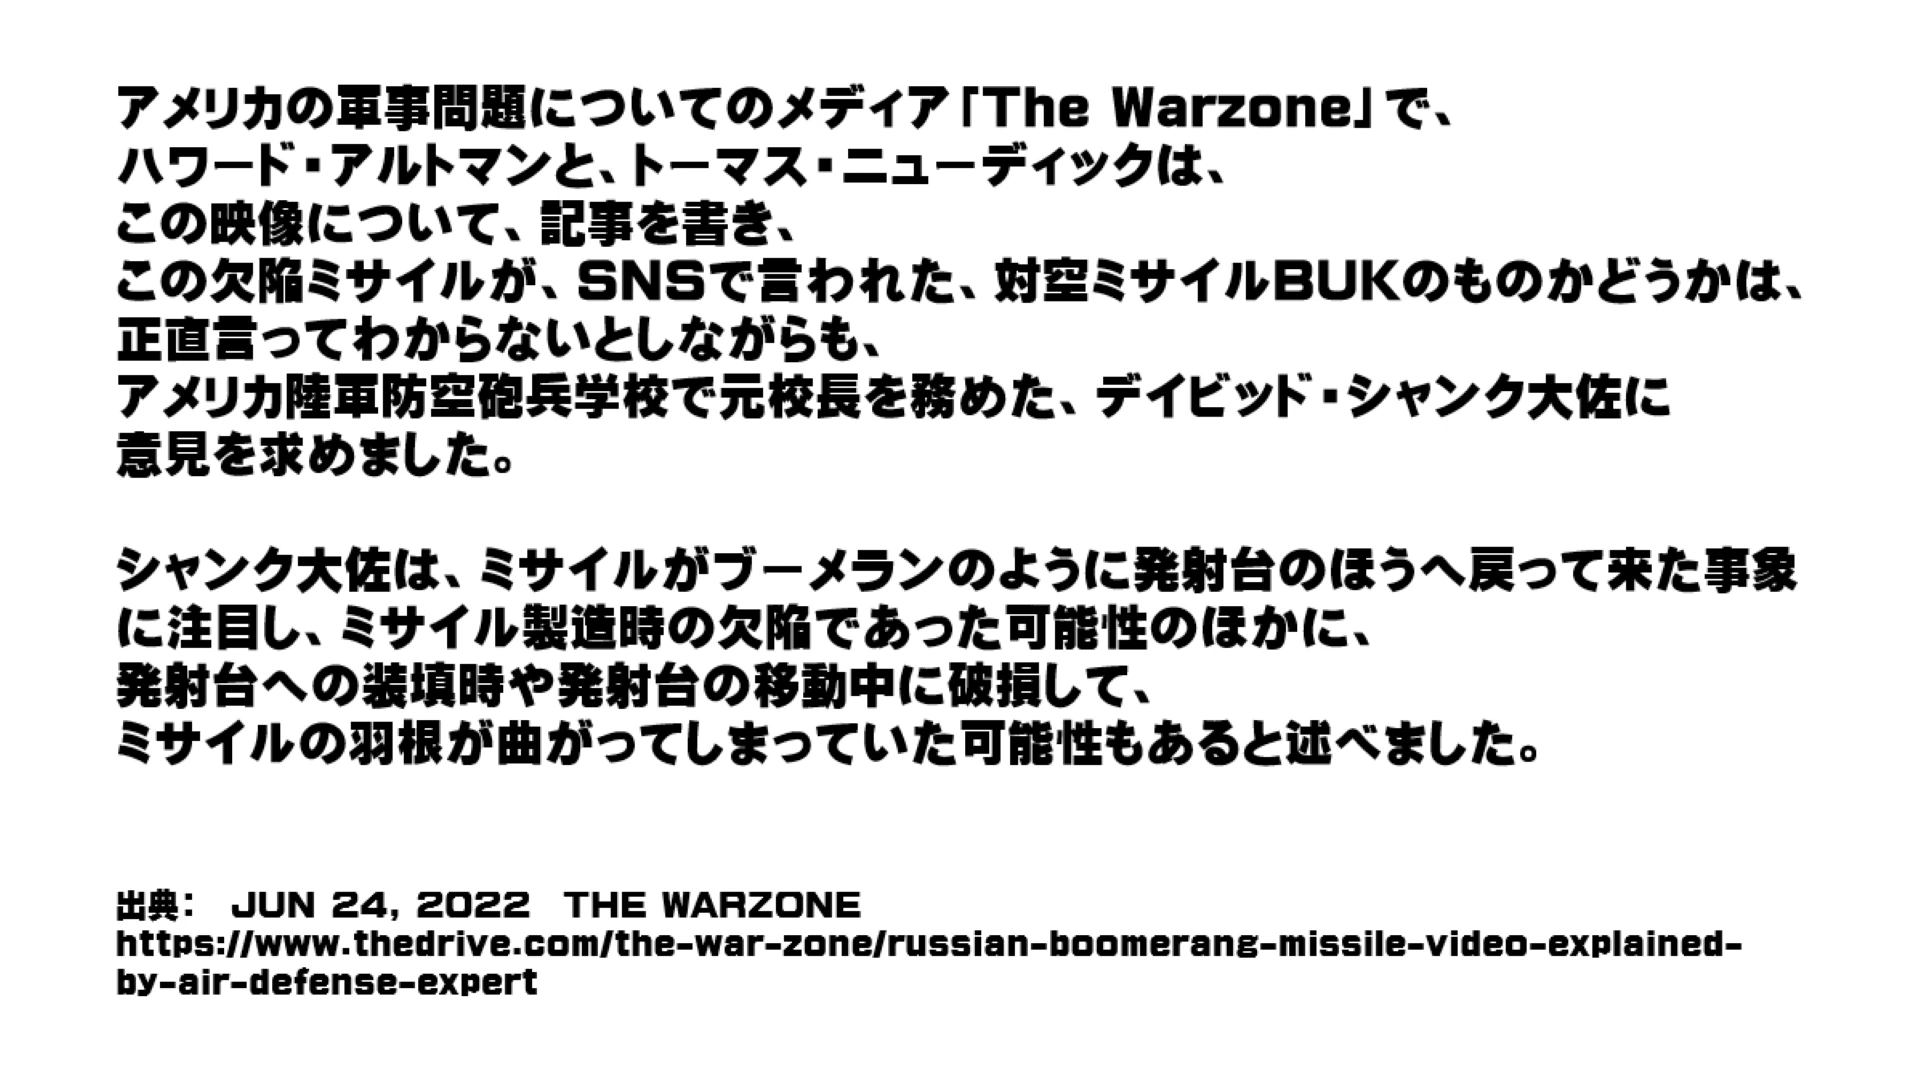 アメリカの軍事問題についてのメディア「The Warzone」で、
ハワード・アルトマンと、トーマス・ニューディックは、
この映像について、記事を書き、
この欠陥ミサイルが、SNSで言われた、対空ミサイルBUKのものかどうかは、
正直言ってわからないとしながらも、
アメリカ陸軍防空砲兵学校で元校長を務めた、デイビッド・シャンク大佐に
意見を求めました。
シャンク大佐は、ミサイルがブーメランのように発射台のほうへ戻って来た事象
に注目し、ミサイル製造時の欠陥であった可能性のほかに、
発射台への装填時や発射台の移動中に破損して、
ミサイルの羽根が曲がってしまっていた可能性もあると述べました。
出典： JUN 24, 2022 THE WARZONE
https://www.thedrive.com/the-war-zone/russian-boomerang-missile-video-explained-
by-air-defense-expert